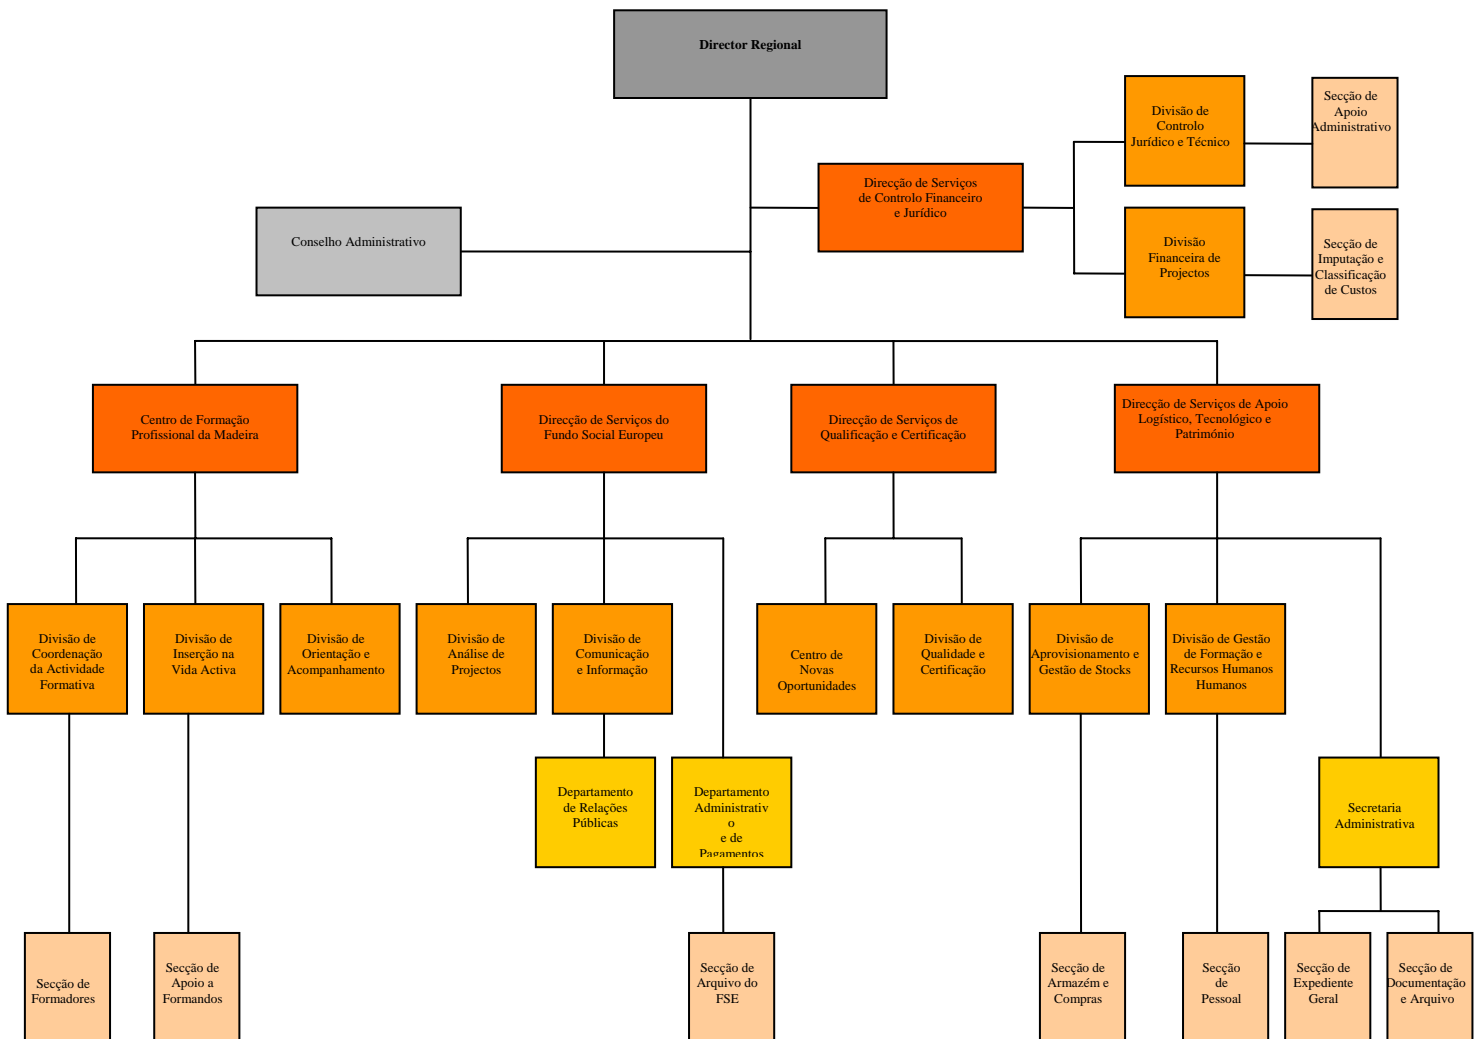 Director Regional
Divisão de
Controlo
Jurídico e Técnico
Secção de
Apoio
Administrativo
Direcção de Serviços
de Controlo Financeiro
e Jurídico
Conselho Administrativo
Divisão
Financeira de
Projectos
Secção de
Imputação e
Classificação
de Custos
Centro de Formação
Profissional da Madeira
Direcção de Serviços do
Fundo Social Europeu
Direcção de Serviços de
Qualificação e Certificação
Direcção de Serviços de Apoio
Logístico, Tecnológico e
Património
Divisão de
Coordenação
da Actividade
Formativa
Divisão de
Inserção na
Vida Activa
Divisão de
Orientação e
Acompanhamento
Divisão de
Análise de
Projectos
Divisão de
Comunicação
e Informação
Centro de
Novas
Oportunidades
Divisão de
Qualidade e
Certificação
Divisão de
Aprovisionamento e
Gestão de Stocks
Divisão de Gestão
de Formação e
Recursos Humanos
Humanos
Departamento
de Relações
Públicas
Departamento
Administrativ
o
e de
Pagamentos
Secretaria
Administrativa
Secção de
Formadores
Secção de
Apoio a
Formandos
Secção de
Arquivo do
FSE
Secção de
Armazém e
Compras
Secção
de
Pessoal
Secção de
Expediente
Geral
Secção de
Documentação
e Arquivo